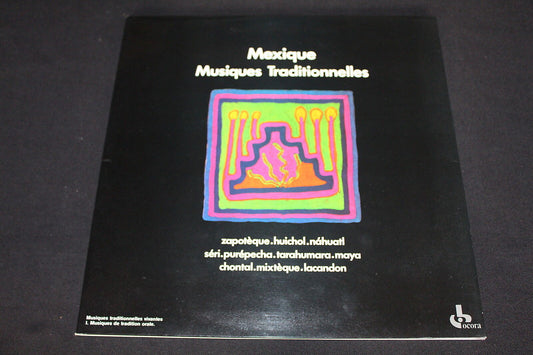 Mexique
Musiques Traditionnelles
zapotèque.huichol.náhuatl
séri.purépecha.tarahumara.maya
chontal.mixtèque.lacandon
Musiques traditionnelles vivantes
I. Musiques de tradition orale.
ocora